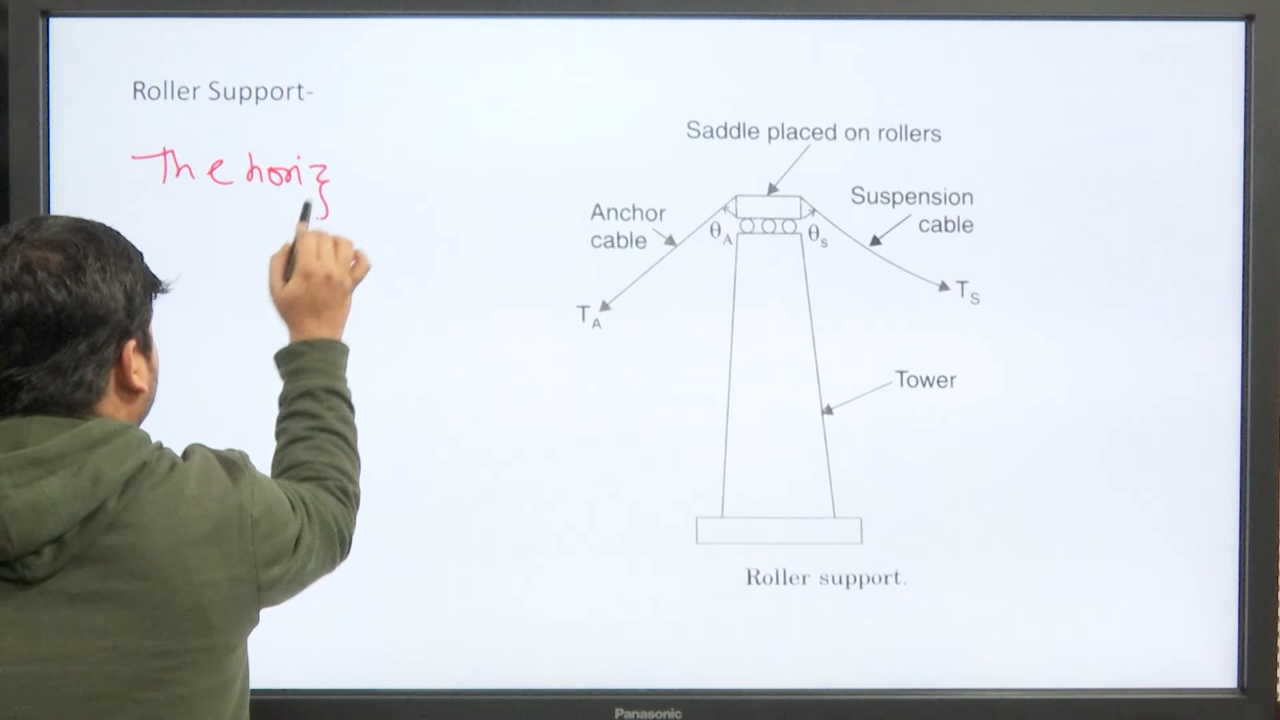 Roller Support-
The horiz
Saddle placed on rollers
Anchor
cable
Suspension
cable
θA
θs
TA
TS
Tower
Roller support.
Panasonic